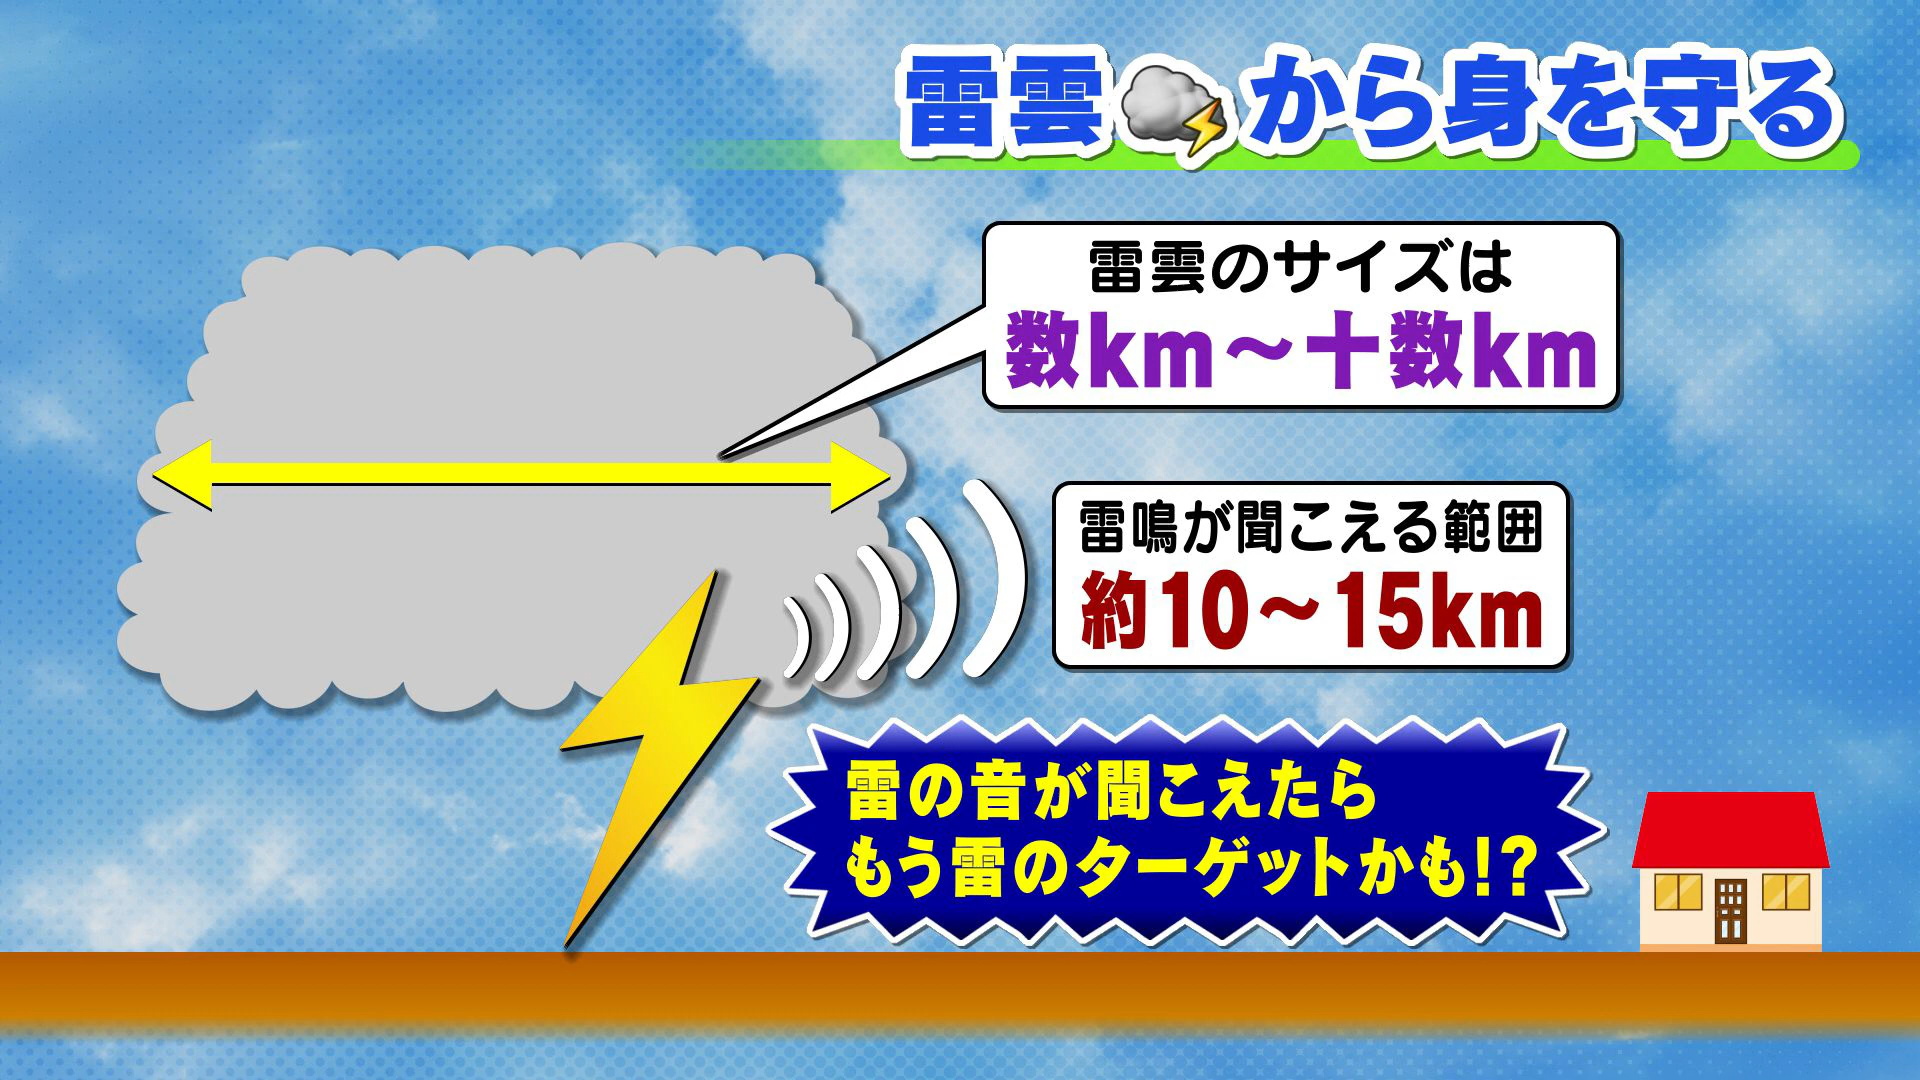 雷雲から身を守る
雷雲のサイズは
数km～十数km
雷鳴が聞こえる範囲
約10～15km
雷の音が聞こえたら
もう雷のターゲットかも!?